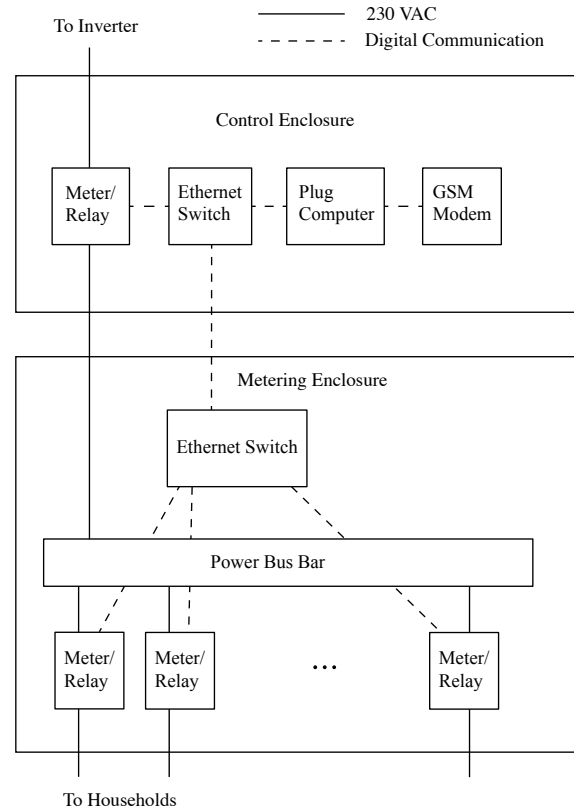 230 VAC
To Inverter
Digital Communication
Control Enclosure
Meter/
Relay
Ethernet
Switch
Plug
Computer
GSM
Modem
Metering Enclosure
Ethernet Switch
Power Bus Bar
Meter/
Relay
Meter/
Relay
...
Meter/
Relay
To Households